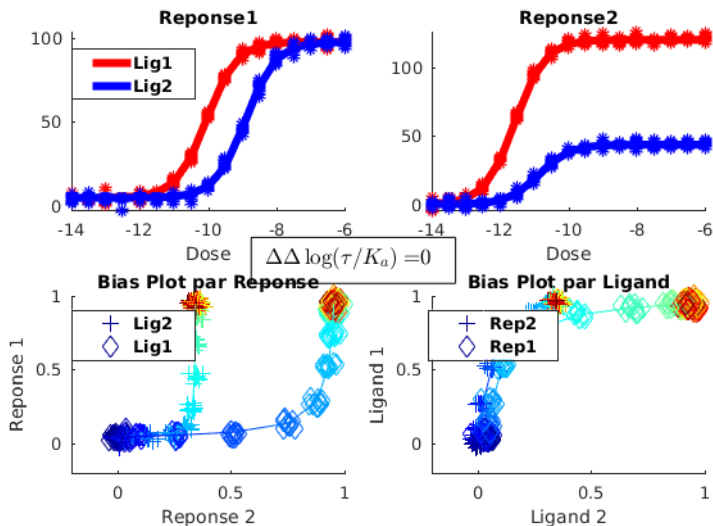 Reponse1
Reponse2
100
50
0
Lig1
Lig2
-14
-12
-10
-8
-6
Dose
100
50
0
-14
-12
-10
-8
-6
Dose
ΔΔ log(τ/K_a) =0
Bias Plot par Reponse
Bias Plot par Ligand
Reponse 1
1
0.5
0
Lig2
Lig1
0
0.5
1
Reponse 2
Ligand 1
1
0.5
0
Rep2
Rep1
0
0.5
1
Ligand 2